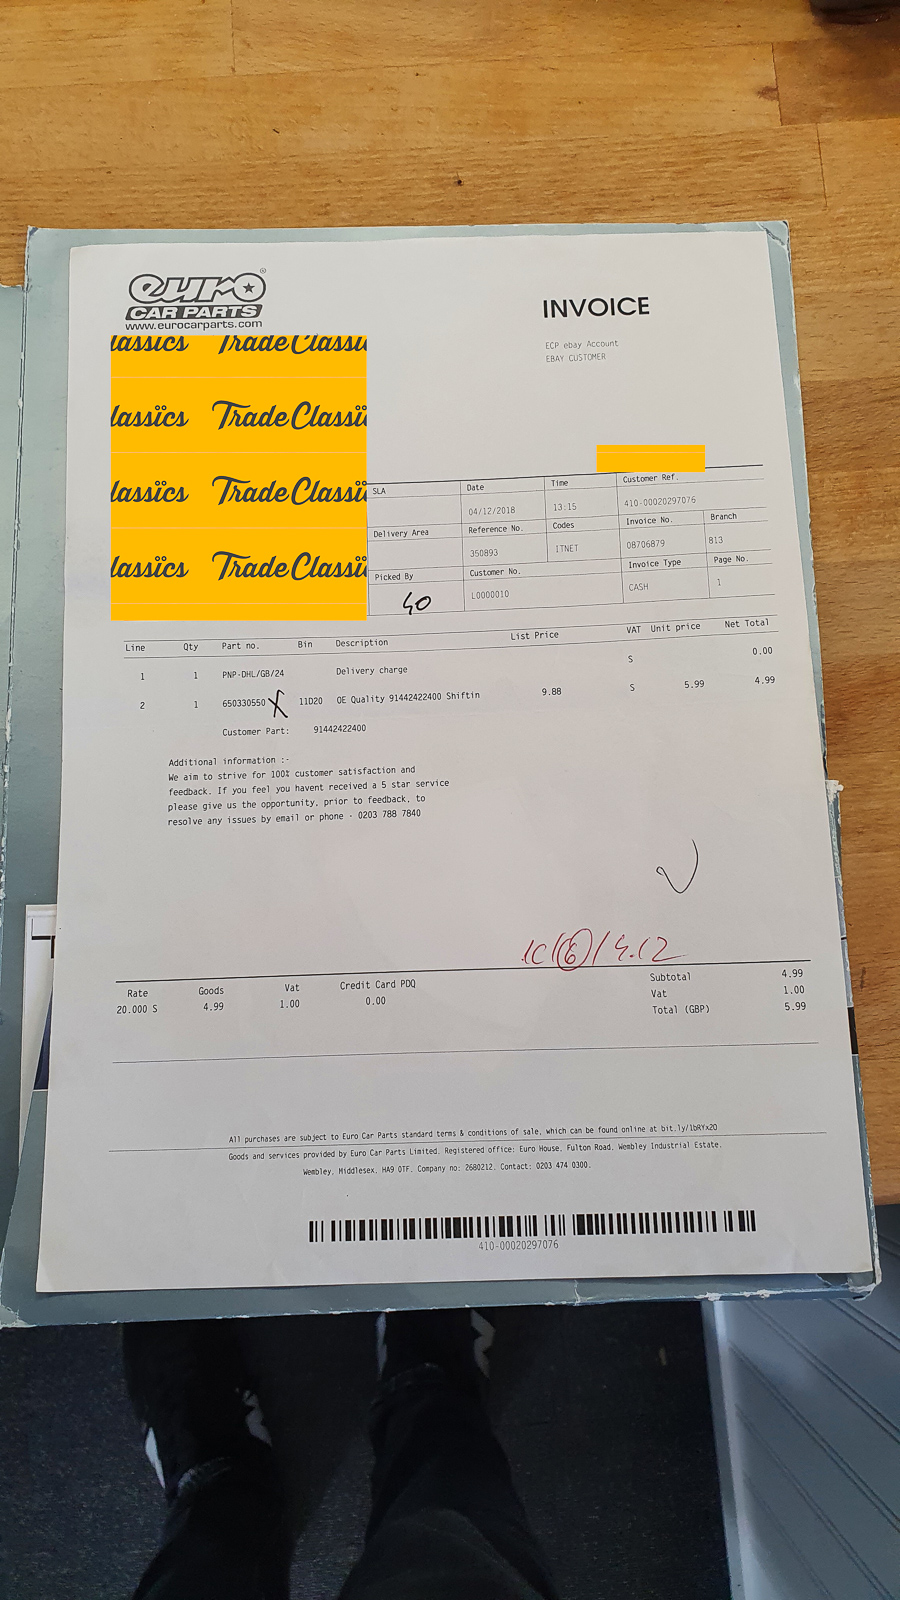 euro
CAR PARTS
www.eurocarparts.com
INVOICE
ECP ebay Account
EBAY CUSTOMER
lassics Trade Classi
lassics Trade Classi
lassics Trade Classi
lassics Trade Classi
SLA Date Time Customer Ref.
04/12/2018 13:15 410-00020297076
Delivery Area Reference No. Codes Invoice No. Branch
350893 ITNET 08706879 813
Picked By Customer No. Invoice Type Page No.
40 L0000010 CASH 1
Line Qty Part no. Bin Description List Price VAT Unit price Net Total
1 1 PNP-DHL/GB/24 Delivery charge S 0.00
2 1 650330550 X 11D20 OE Quality 91442422400 Shiftin 9.88 S 5.99 4.99
Customer Part: 91442422400
Additional information :-
We aim to strive for 100% customer satisfaction and
feedback. If you feel you havent received a 5 star service
please give us the opportunity, prior to feedback, to
resolve any issues by email or phone - 0203 788 7840
Rate Goods Vat Credit Card PDQ Subtotal 4.99
20.000 S 4.99 1.00 0.00 Vat 1.00
Total (GBP) 5.99
All purchases are subject to Euro Car Parts standard terms & conditions of sale, which can be found online at bit.ly/1bRYx2O
Goods and services provided by Euro Car Parts Limited. Registered office: Euro House, Fulton Road, Wembley Industrial Estate,
Wembley, Middlesex, HA9 0TF. Company no: 2680212. Contact: 0203 474 0300.
410-00020297076